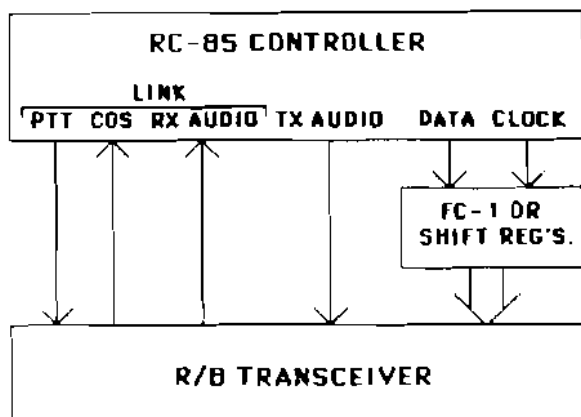 RC-85 CONTROLLER
LINK
PTT COS RX AUDIO TX AUDIO DATA CLOCK
FC-1 OR
SHIFT REG'S.
R/B TRANSCEIVER